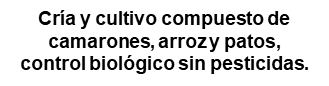 Cría y cultivo compuesto de
camarones, arroz y patos,
control biológico sin pesticidas.